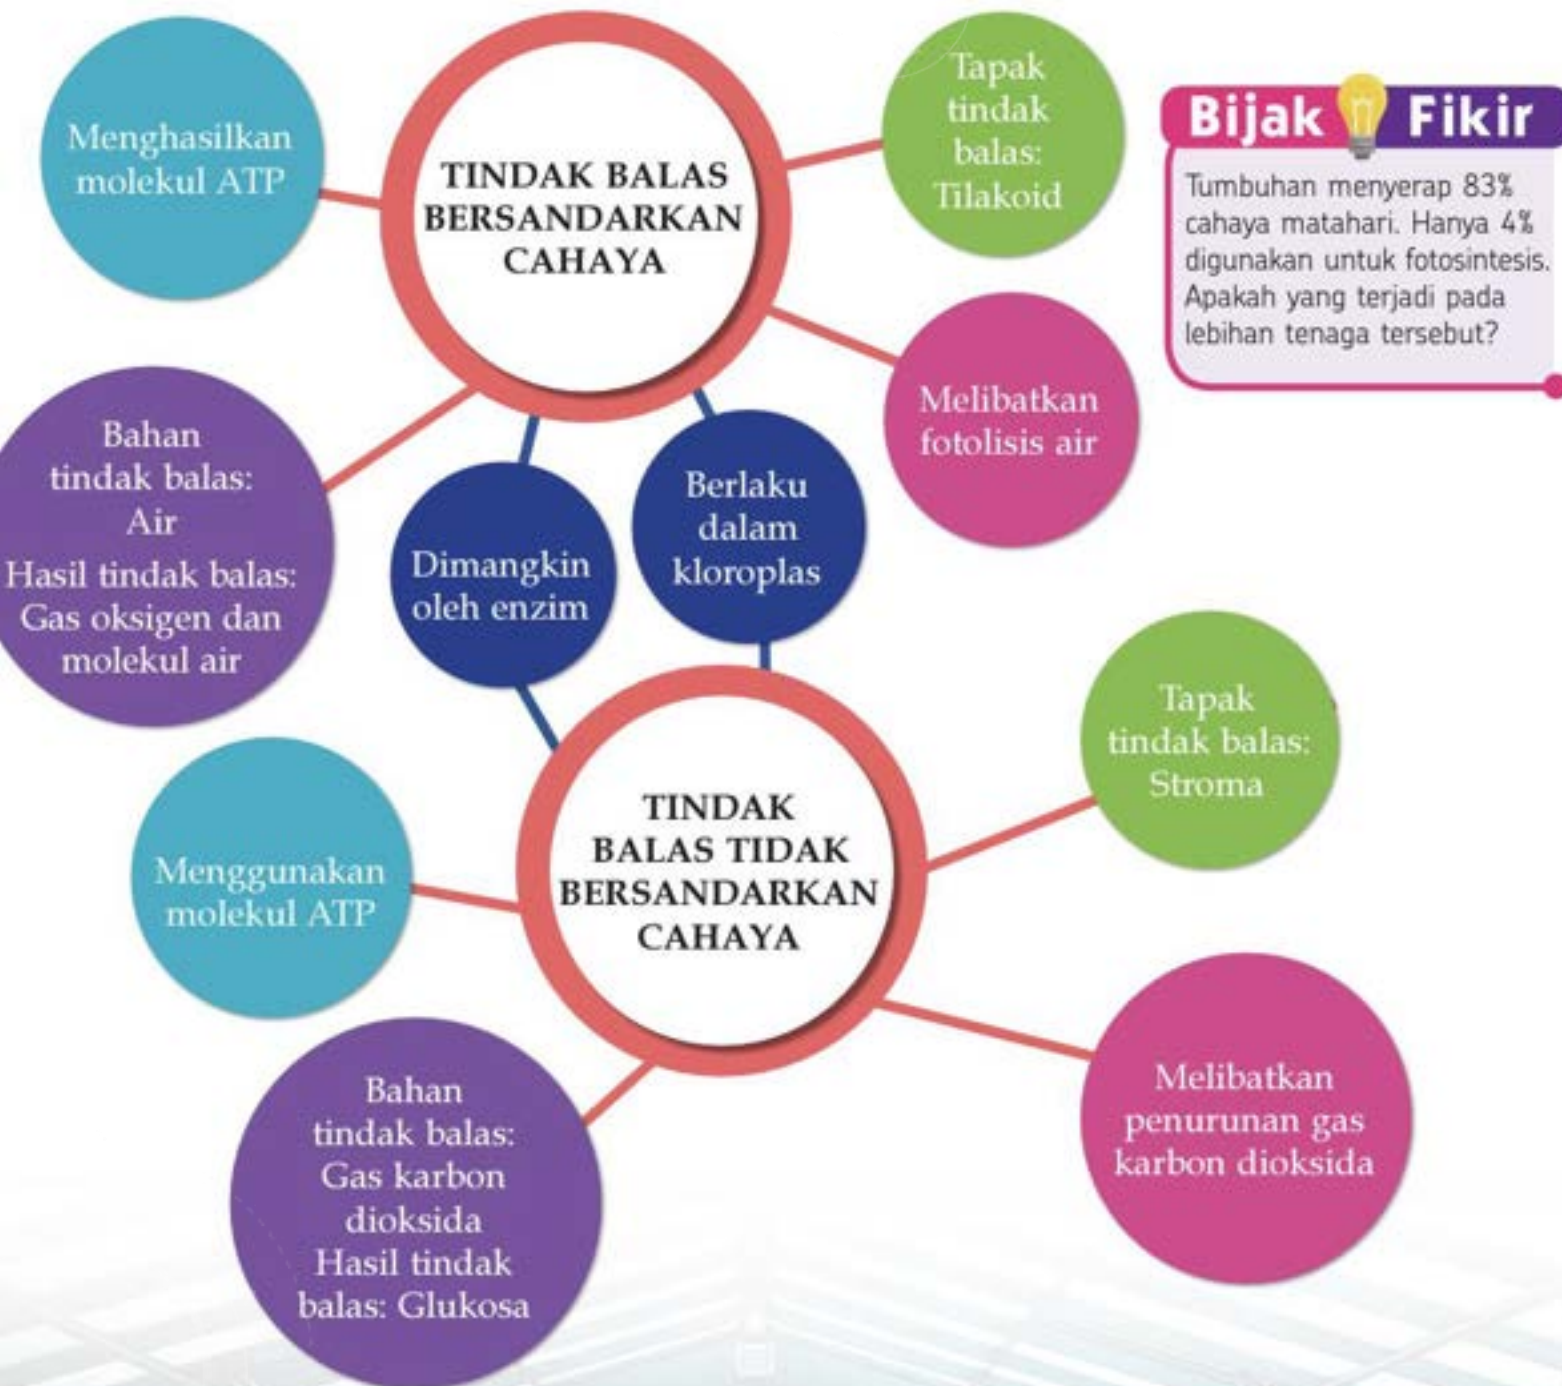 Menghasilkan
molekul ATP
TINDAK BALAS
BERSANDARKAN
CAHAYA
Tapak
tindak
balas:
Tilakoid
Bijak Fikir
Tumbuhan menyerap 83%
cahaya matahari. Hanya 4%
digunakan untuk fotosintesis.
Apakah yang terjadi pada
lebihan tenaga tersebut?
Melibatkan
fotolisis air
Bahan
tindak balas:
Air
Hasil tindak balas:
Gas oksigen dan
molekul air
Dimangkin
oleh enzim
Berlaku
dalam
kloroplas
Tapak
tindak balas:
Stroma
TINDAK
BALAS TIDAK
BERSANDARKAN
CAHAYA
Menggunakan
molekul ATP
Melibatkan
penurunan gas
karbon dioksida
Bahan
tindak balas:
Gas karbon
dioksida
Hasil tindak
balas: Glukosa